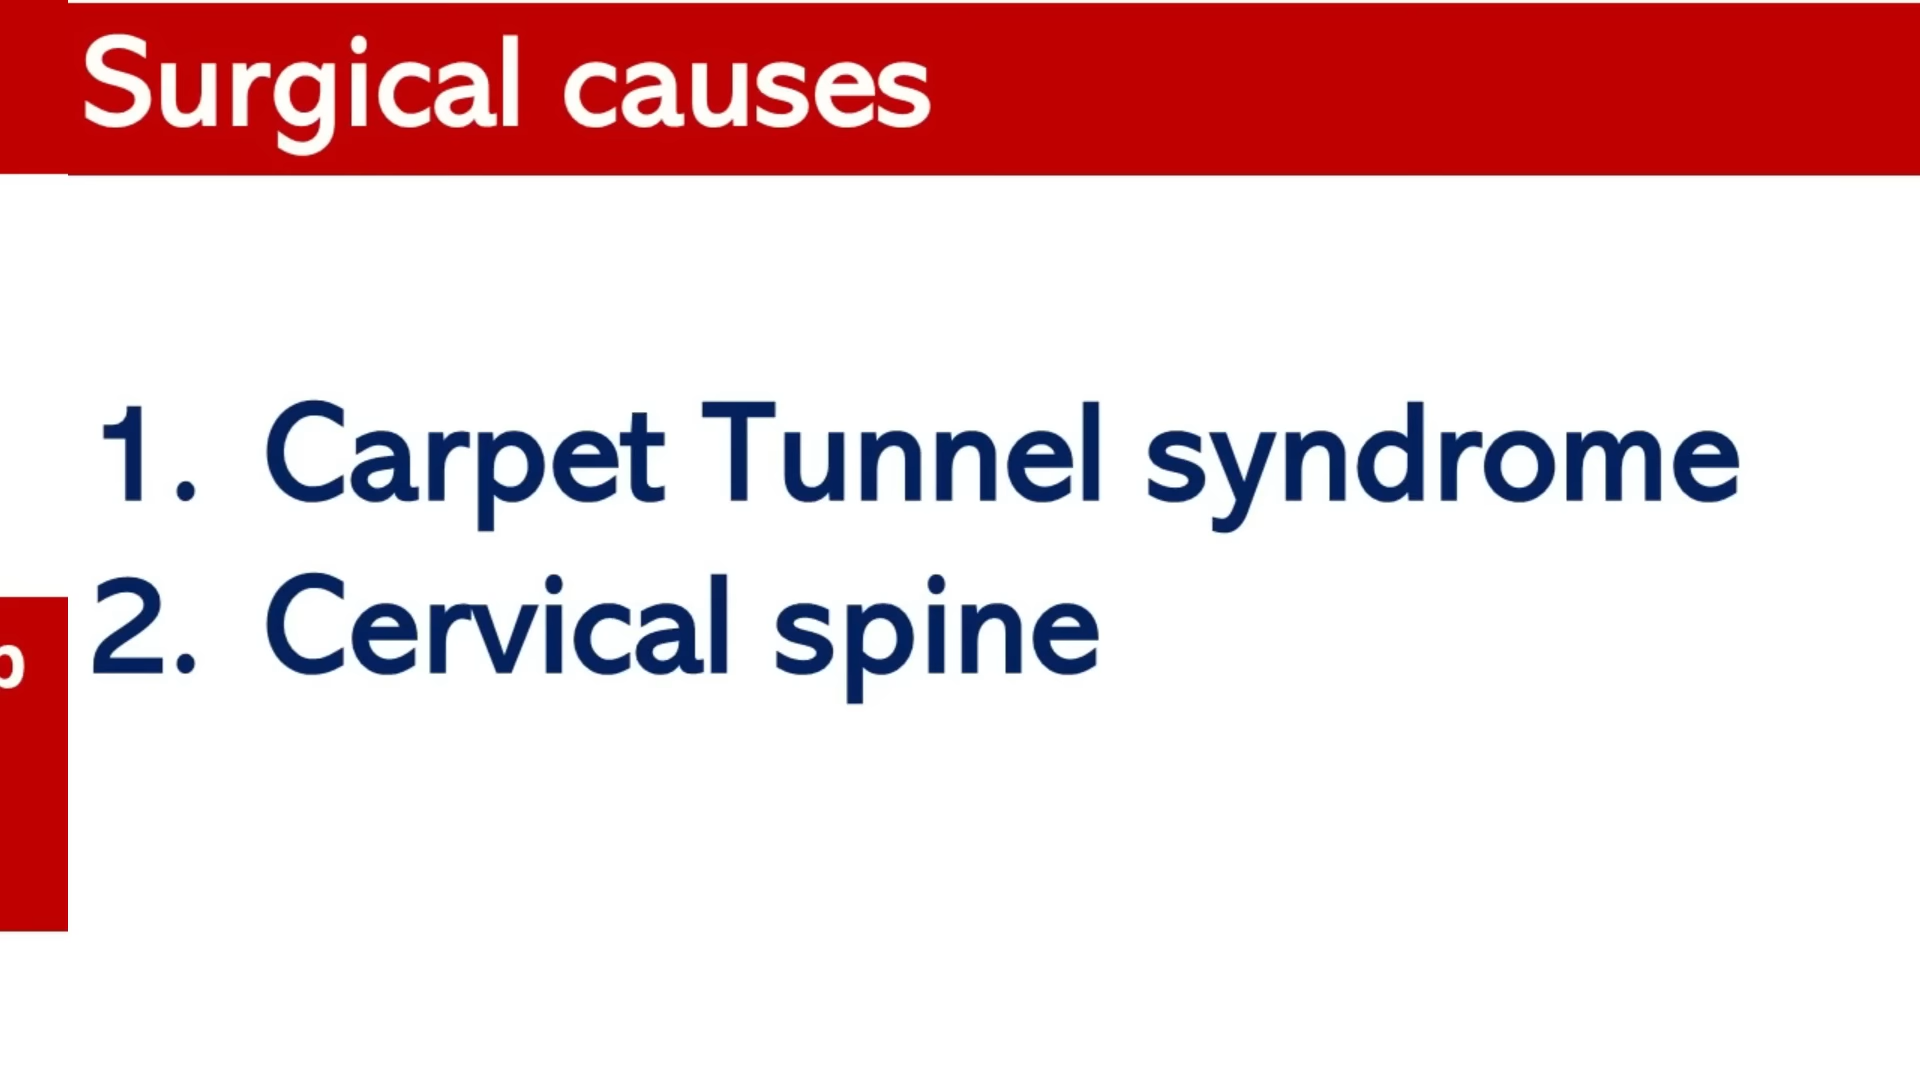 Surgical causes
1. Carpet Tunnel syndrome
2. Cervical spine